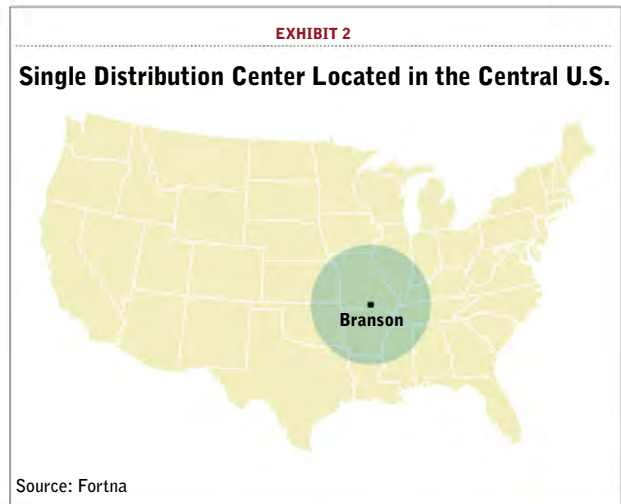 EXHIBIT 2
Single Distribution Center Located in the Central U.S.
Branson
Source: Fortna